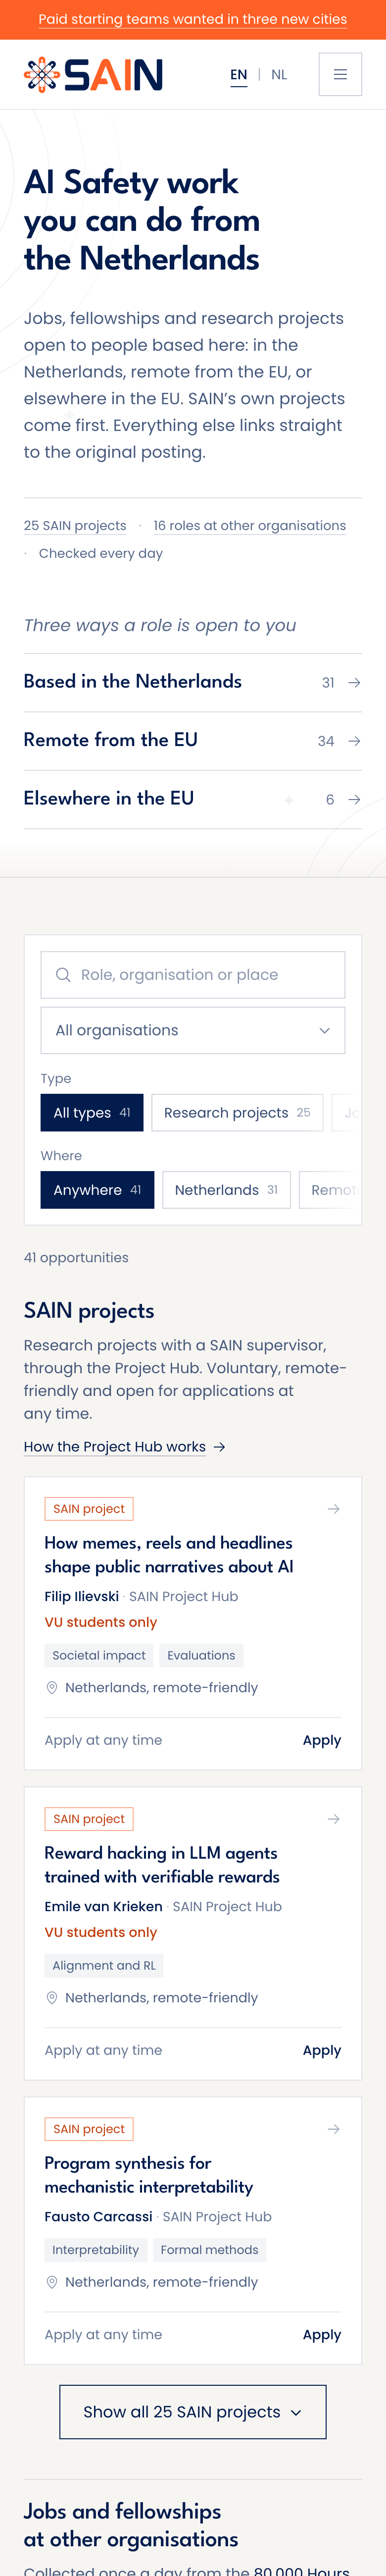 Paid starting teams wanted in three new cities
SAIN
EN | NL
AI Safety work
you can do from
the Netherlands
Jobs, fellowships and research projects
open to people based here: in the
Netherlands, remote from the EU, or
elsewhere in the EU. SAIN's own projects
come first. Everything else links straight
to the original posting.
25 SAIN projects · 16 roles at other organisations
· Checked every day
Three ways a role is open to you
Based in the Netherlands 31 →
Remote from the EU 34 →
Elsewhere in the EU 6 →
Role, organisation or place
All organisations
Type
All types 41 Research projects 25
Where
Anywhere 41 Netherlands 31 Remote
41 opportunities
SAIN projects
Research projects with a SAIN supervisor,
through the Project Hub. Voluntary, remote-
friendly and open for applications at
any time.
How the Project Hub works →
SAIN project →
How memes, reels and headlines
shape public narratives about AI
Filip Ilievski · SAIN Project Hub
VU students only
Societal impact Evaluations
Netherlands, remote-friendly
Apply at any time Apply
SAIN project →
Reward hacking in LLM agents
trained with verifiable rewards
Emile van Krieken · SAIN Project Hub
VU students only
Alignment and RL
Netherlands, remote-friendly
Apply at any time Apply
SAIN project →
Program synthesis for
mechanistic interpretability
Fausto Carcassi · SAIN Project Hub
Interpretability Formal methods
Netherlands, remote-friendly
Apply at any time Apply
Show all 25 SAIN projects
Jobs and fellowships
at other organisations
Collected once a day from the 80,000 Hours